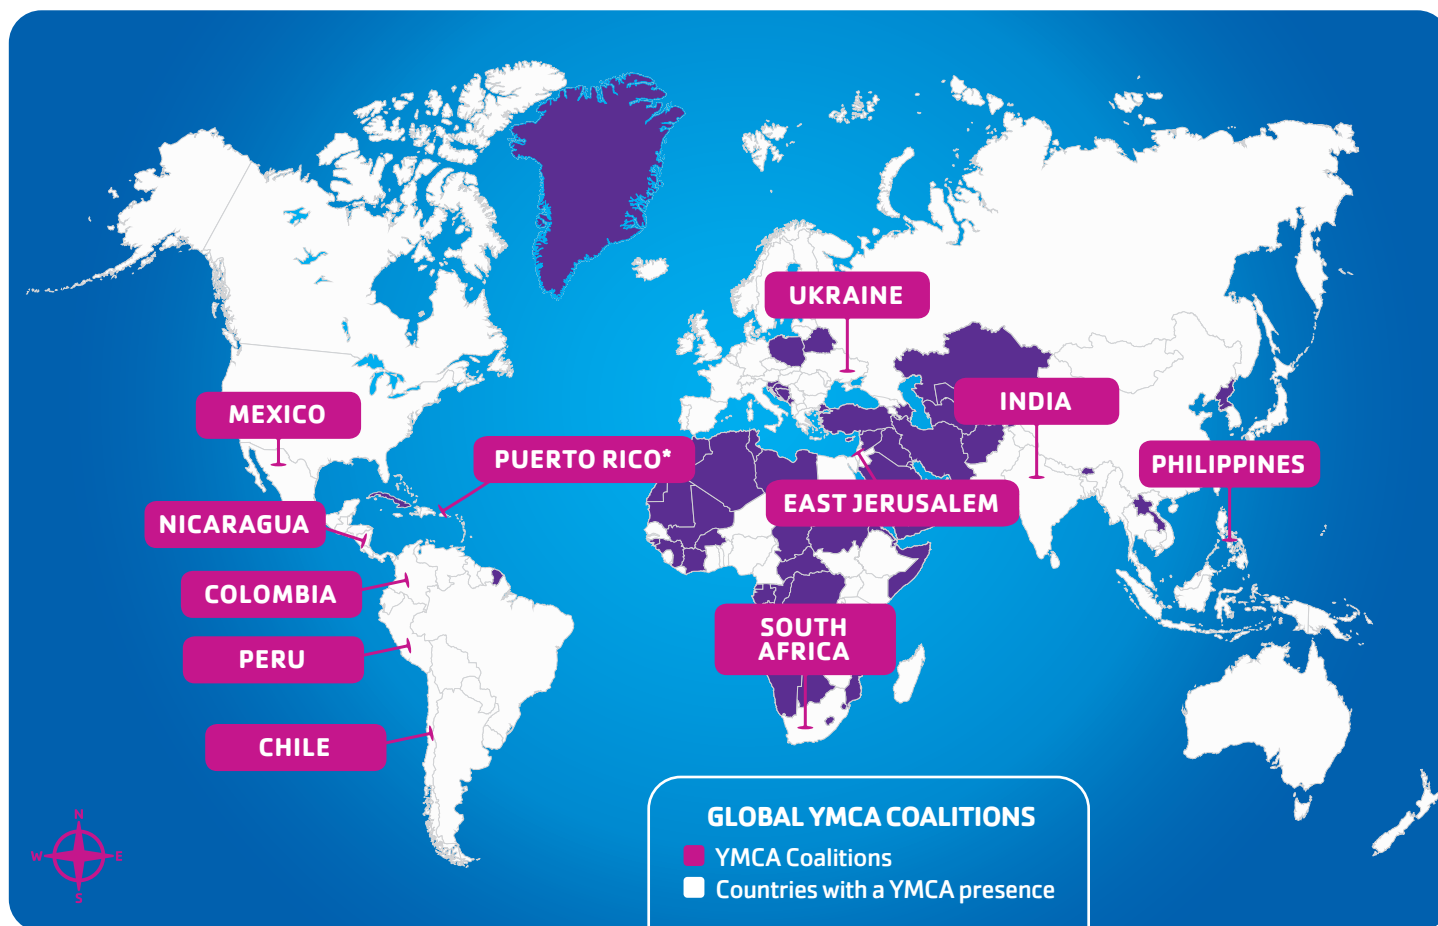 UKRAINE
MEXICO
INDIA
PUERTO RICO*
PHILIPPINES
EAST JERUSALEM
NICARAGUA
COLOMBIA
SOUTH
AFRICA
PERU
CHILE
N
W
E
S
GLOBAL YMCA COALITIONS
YMCA Coalitions
Countries with a YMCA presence